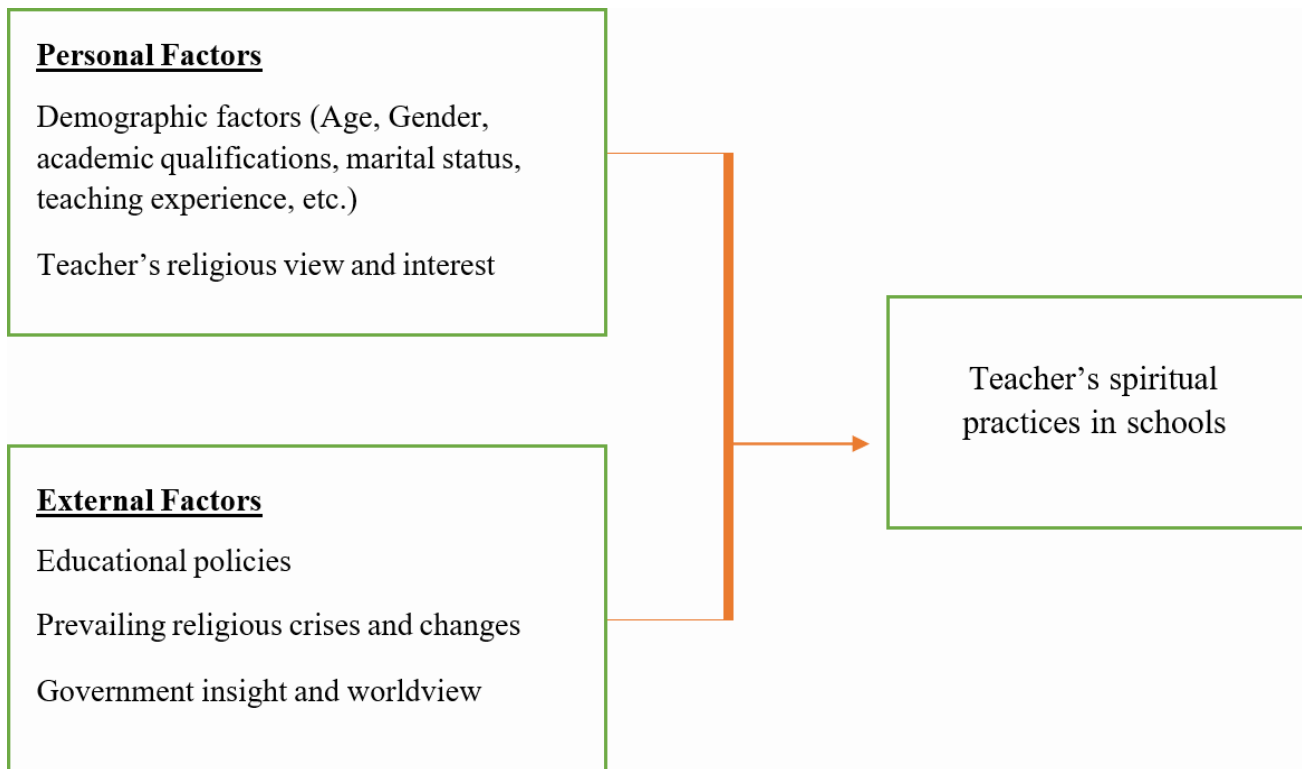 Personal Factors
Demographic factors (Age, Gender,
academic qualifications, marital status,
teaching experience, etc.)
Teacher’s religious view and interest
External Factors
Educational policies
Prevailing religious crises and changes
Government insight and worldview
Teacher’s spiritual
practices in schools